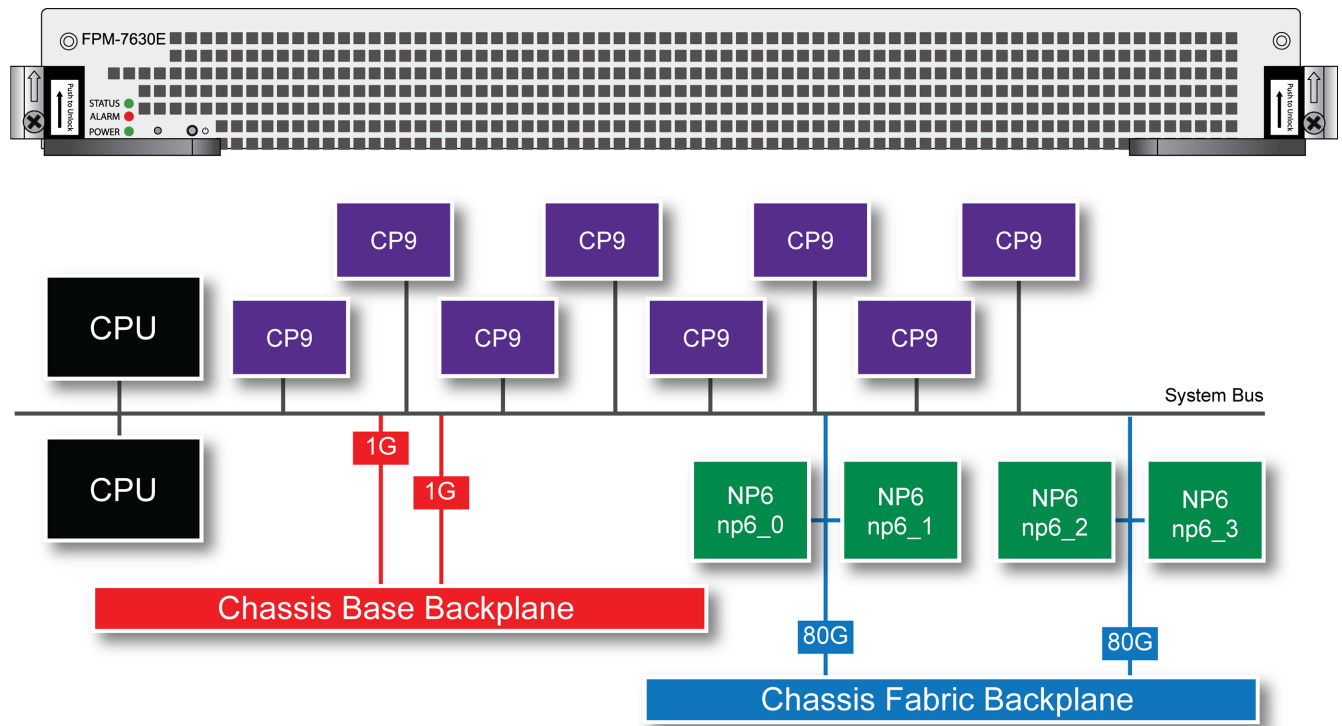 FPM-7630E
Push to Unlock
Push to Unlock
STATUS
ALARM
POWER
CP9 CP9 CP9 CP9
CPU
CP9 CP9 CP9 CP9
System Bus
1G
CPU
1G
NP6 NP6 NP6 NP6
np6_0 np6_1 np6_2 np6_3
Chassis Base Backplane
80G 80G
Chassis Fabric Backplane